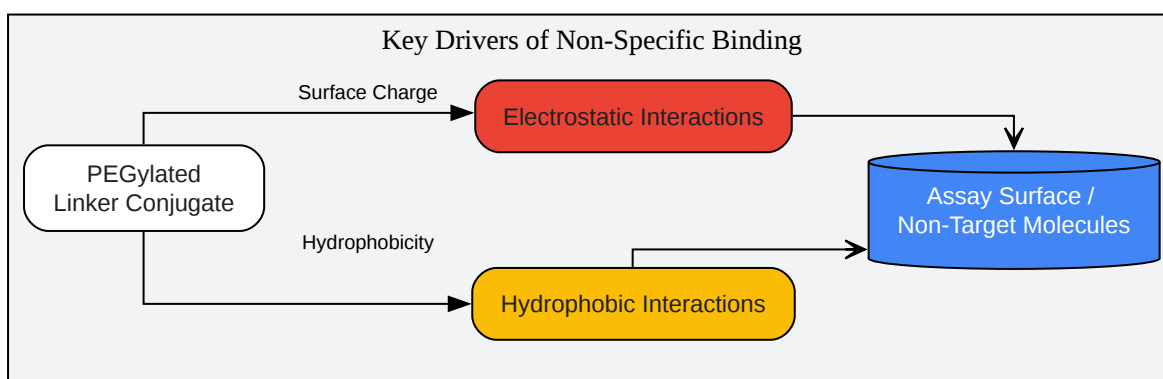 Key Drivers of Non-Specific Binding
Surface Charge
Electrostatic Interactions
PEGylated
Linker Conjugate
Assay Surface /
Non-Target Molecules
Hydrophobicity
Hydrophobic Interactions